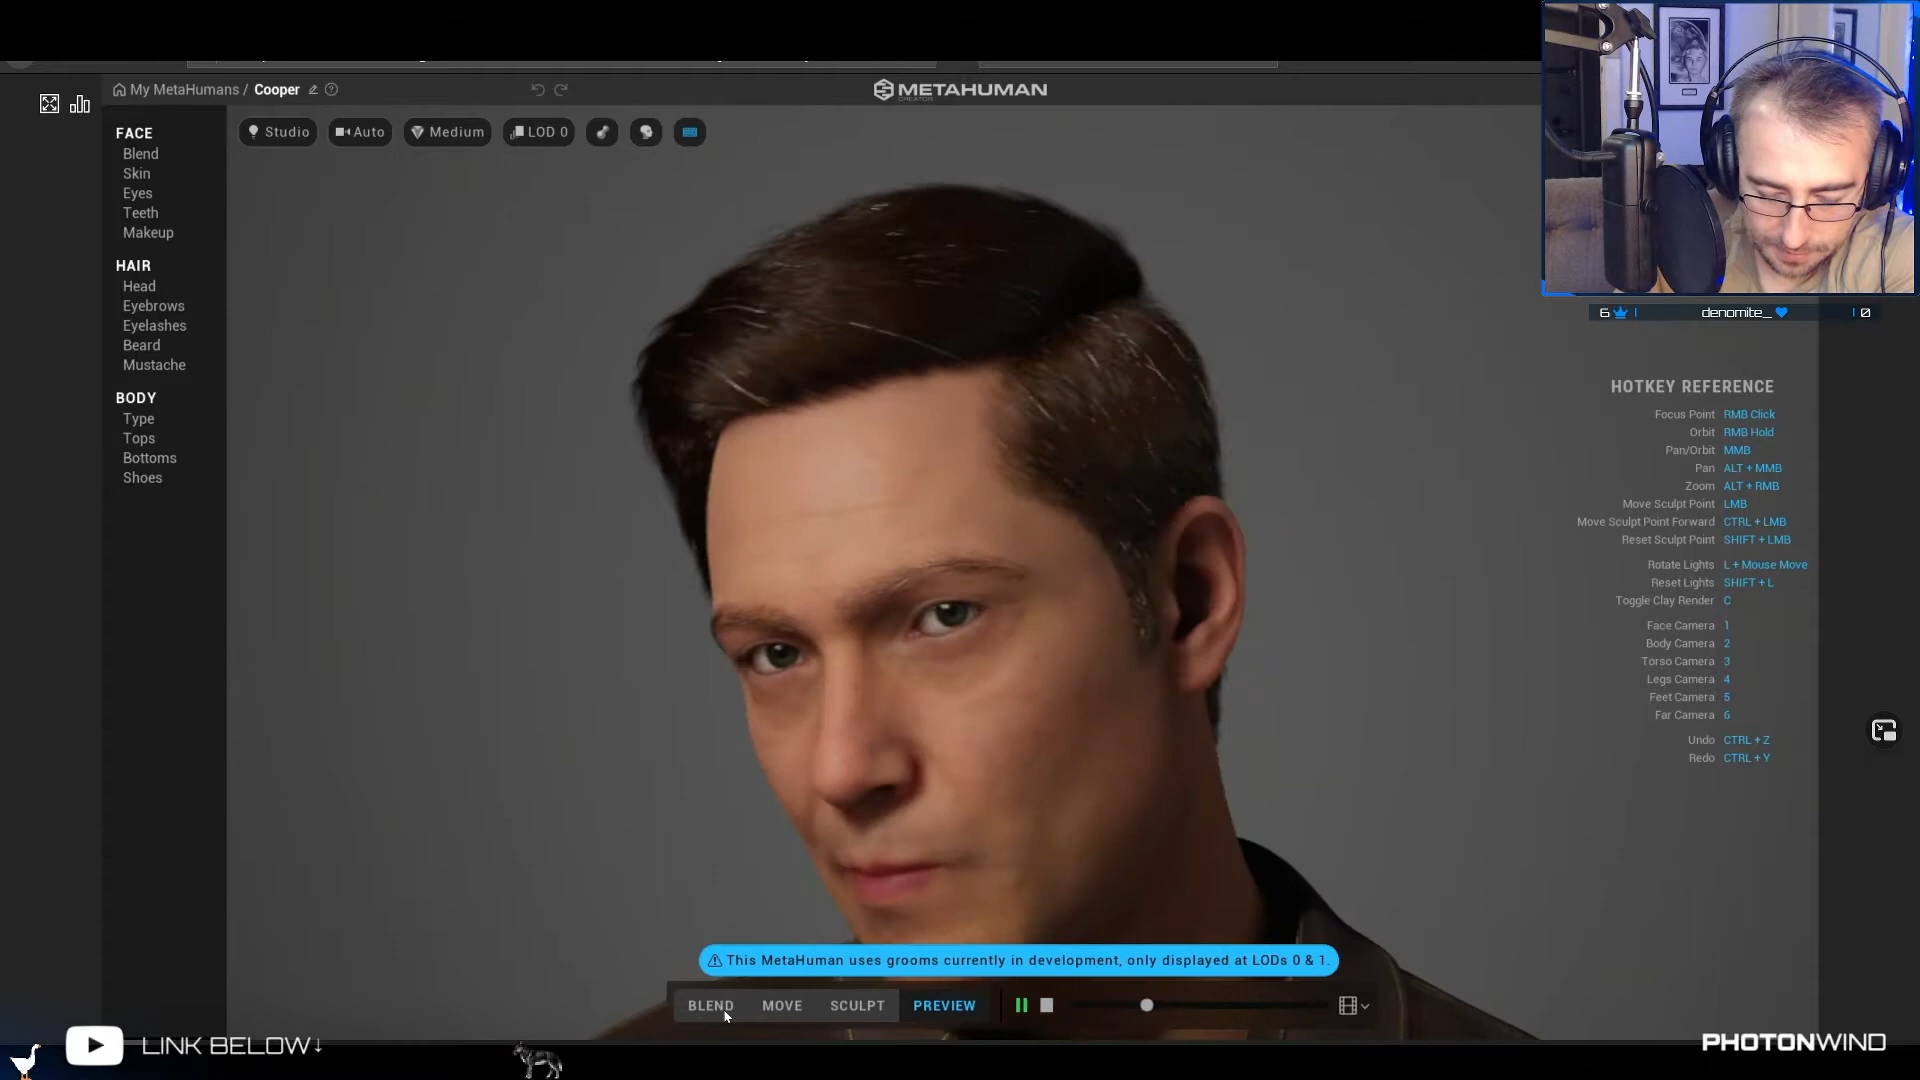 My MetaHumans / Cooper
METAHUMAN
CREATOR
Studio
Auto
Medium
LOD 0
FACE
Blend
Skin
Eyes
Teeth
Makeup
HAIR
Head
Eyebrows
Eyelashes
Beard
Mustache
BODY
Type
Tops
Bottoms
Shoes
6
denomite_
0
HOTKEY REFERENCE
Focus Point RMB Click
Orbit RMB Hold
Pan/Orbit MMB
Pan ALT + MMB
Zoom ALT + RMB
Move Sculpt Point LMB
Move Sculpt Point Forward CTRL + LMB
Reset Sculpt Point SHIFT + LMB
Rotate Lights L + Mouse Move
Reset Lights SHIFT + L
Toggle Clay Render C
Face Camera 1
Body Camera 2
Torso Camera 3
Legs Camera 4
Feet Camera 5
Far Camera 6
Undo CTRL + Z
Redo CTRL + Y
This MetaHuman uses grooms currently in development, only displayed at LODs 0 & 1.
BLEND
MOVE
SCULPT
PREVIEW
LINK BELOW↓
PHOTONWIND